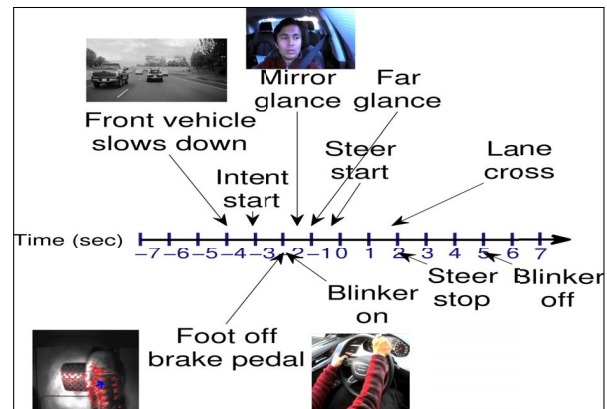 Mirror
glance
Far
glance
Front vehicle
slows down
Steer
start
Lane
cross
Intent
start
Time (sec)
-7 -6 -5 -4 -3 -2 -1 0 1 2 3 4 5 6 7
Blinker
on
Steer
stop
Blinker
off
Foot off
brake pedal